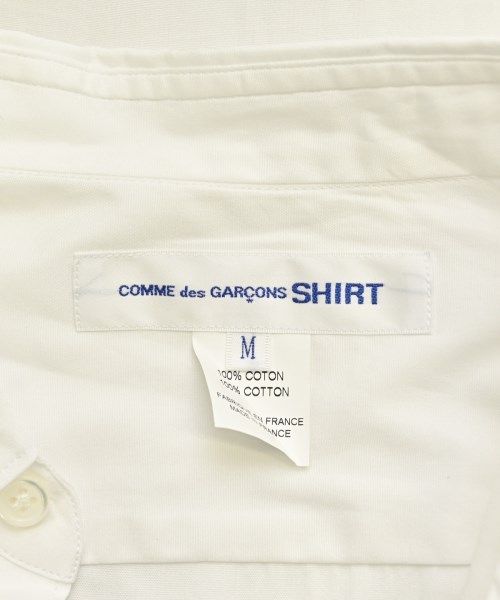 COMME des GARÇONS SHIRT
M
100% COTON
100% COTTON
FABRIQUE EN FRANCE
MADE IN FRANCE